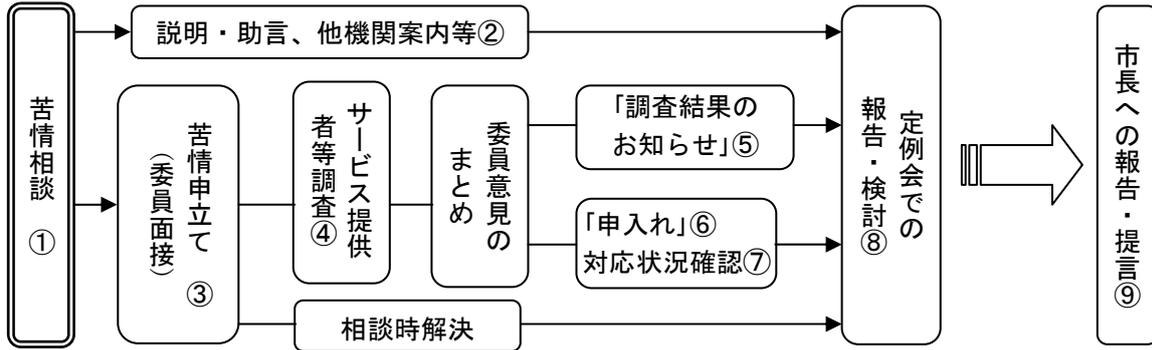 苦情相談 ①
説明・助言、他機関案内等②
苦情申立て ③
（委員面接）
サービス提供
者等調査④
委員意見の
まとめ
「調査結果の
お知らせ」⑤
「申入れ」⑥
対応状況確認⑦
相談時解決
定例会での
報告・検討⑧
市長への報告・提言⑨